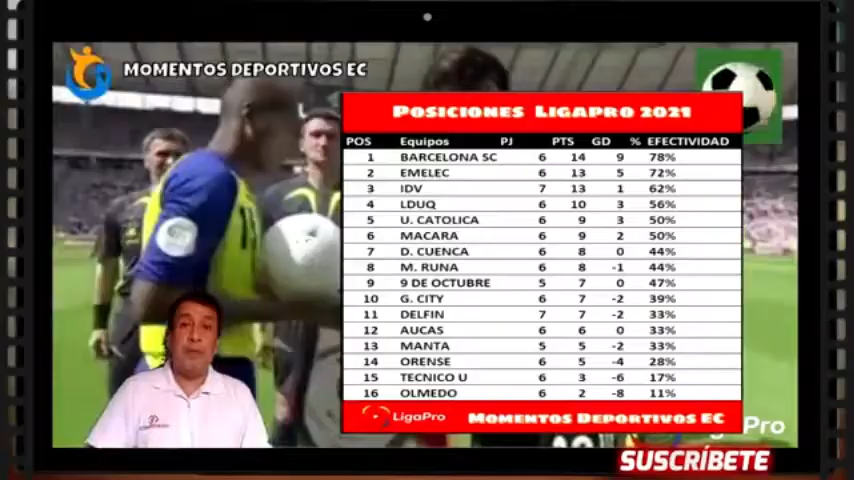 MOMENTOS DEPORTIVOS EC
POSICIONES LIGAPRO 2021
POS Equipos PJ PTS GD % EFECTIVIDAD
1 BARCELONA SC 6 14 9 78%
2 EMELEC 6 13 5 72%
3 IDV 7 13 1 62%
4 LDUQ 6 10 3 56%
5 U. CATOLICA 6 9 3 50%
6 MACARA 6 9 2 50%
7 D. CUENCA 6 8 0 44%
8 M. RUNA 6 8 -1 44%
9 9 DE OCTUBRE 5 7 0 47%
10 G. CITY 6 7 -2 39%
11 DELFIN 7 7 -2 33%
12 AUCAS 6 6 0 33%
13 MANTA 5 5 -2 33%
14 ORENSE 6 5 -4 28%
15 TECNICO U 6 3 -6 17%
16 OLMEDO 6 2 -8 11%
LigaPro MOMENTOS DEPORTIVOS EC
Pro
SUSCRÍBETE